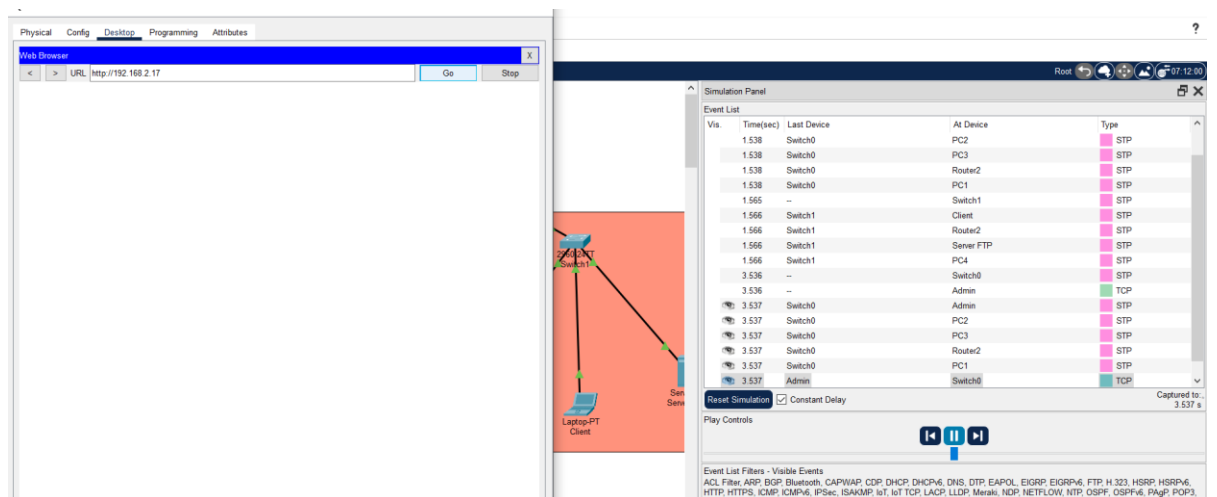 Physical Config Desktop Programming Attributes
Web Browser X
< > URL http://192.168.2.17 Go Stop
?
Root 07:12:00
Simulation Panel
Event List
Vis. Time(sec) Last Device At Device Type
1.538 Switch0 PC2 STP
1.538 Switch0 PC3 STP
1.538 Switch0 Router2 STP
1.538 Switch0 PC1 STP
1.565 -- Switch1 STP
1.566 Switch1 Client STP
1.566 Switch1 Router2 STP
1.566 Switch1 Server FTP STP
1.566 Switch1 PC4 STP
3.536 -- Switch0 STP
3.536 -- Admin TCP
3.537 Switch0 Admin STP
3.537 Switch0 PC2 STP
3.537 Switch0 PC3 STP
3.537 Switch0 Router2 STP
3.537 Switch0 PC1 STP
3.537 Admin Switch0 TCP
Reset Simulation Constant Delay Captured to:
3.537 s
Play Controls
Event List Filters - Visible Events
ACL Filter, ARP, BGP, Bluetooth, CAPWAP, CDP, DHCP, DHCPv6, DNS, DTP, EAPOL, EIGRP, EIGRPv6, FTP, H.323, HSRP, HSRPv6,
HTTP, HTTPS, ICMP, ICMPv6, IPSec, ISAKMP, IoT, IoT TCP, LACP, LLDP, Meraki, NDP, NETFLOW, NTP, OSPF, OSPFv6, PAgP, POP3,
2960-24TT
Switch1
Laptop-PT
Client
Ser
Serve